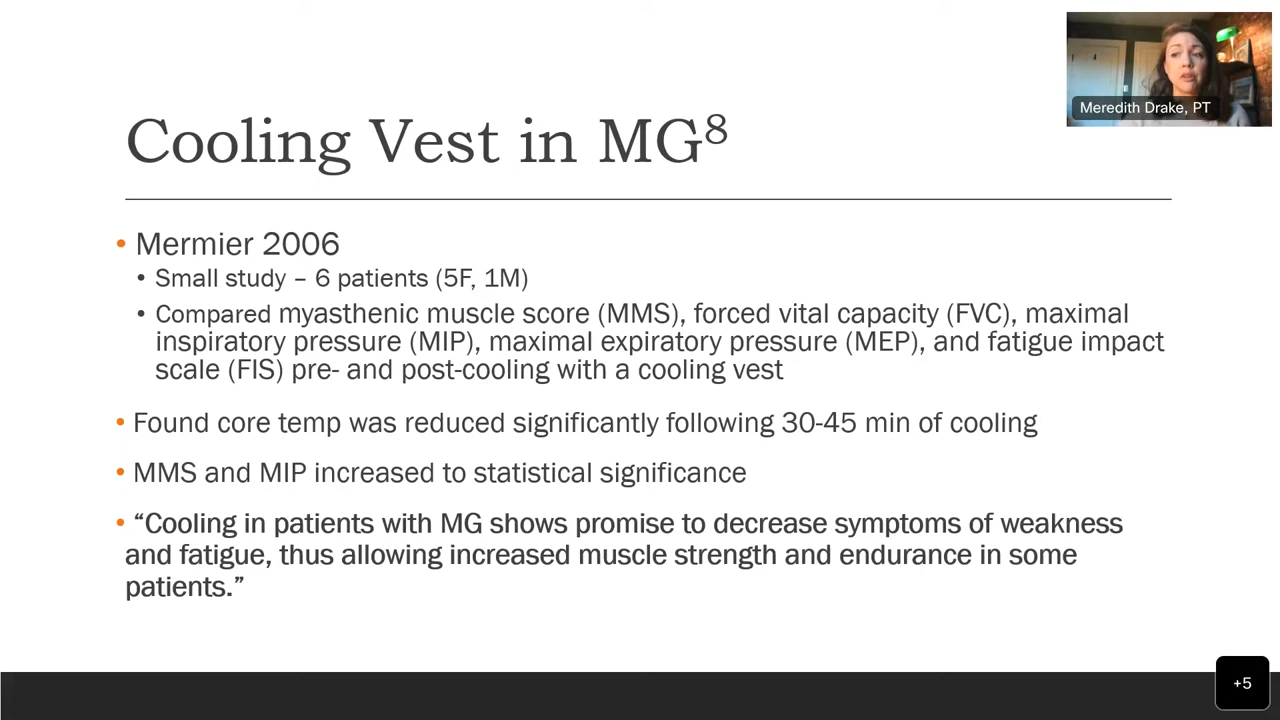 Meredith Drake, PT
Cooling Vest in MG⁸
• Mermier 2006
• Small study – 6 patients (5F, 1M)
• Compared myasthenic muscle score (MMS), forced vital capacity (FVC), maximal
inspiratory pressure (MIP), maximal expiratory pressure (MEP), and fatigue impact
scale (FIS) pre- and post-cooling with a cooling vest
• Found core temp was reduced significantly following 30-45 min of cooling
• MMS and MIP increased to statistical significance
• “Cooling in patients with MG shows promise to decrease symptoms of weakness
and fatigue, thus allowing increased muscle strength and endurance in some
patients.”
+5